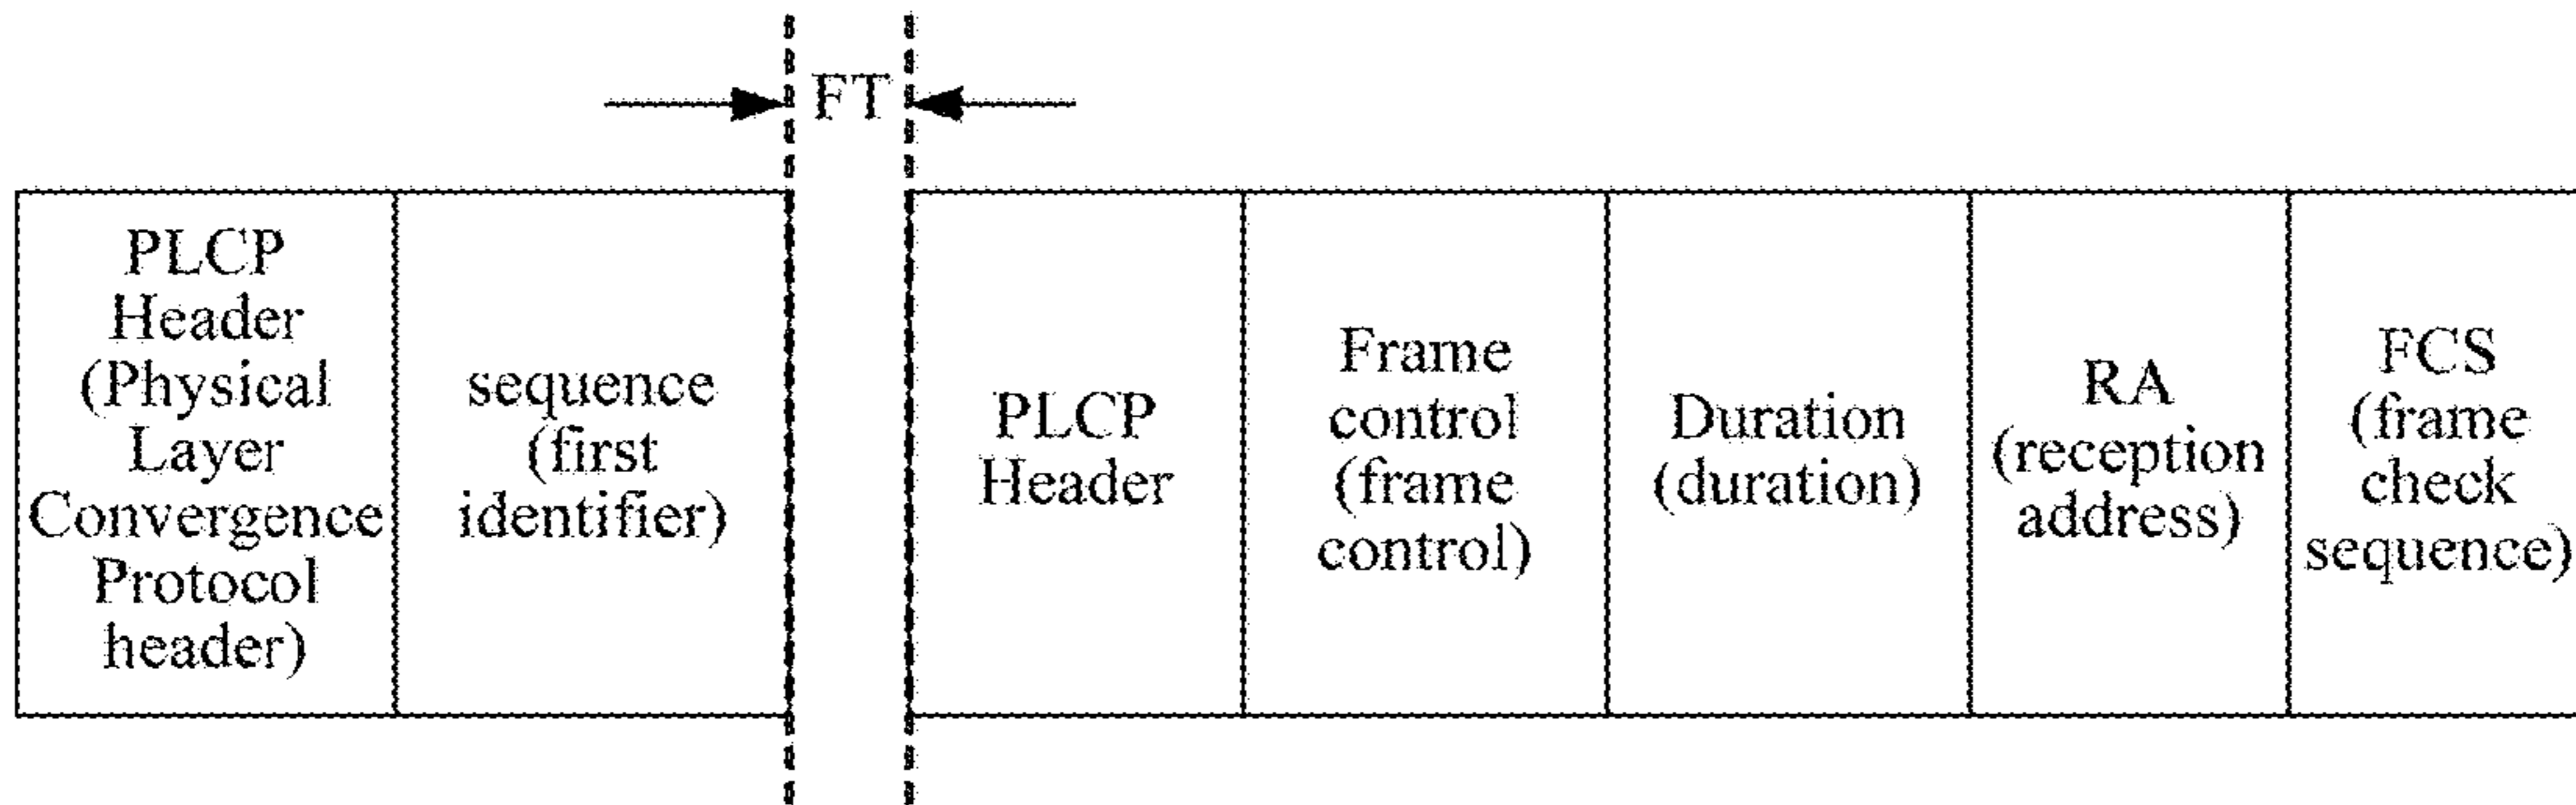 FT
PLCP
Header
(Physical
Layer
Convergence
Protocol
header)
sequence
(first
identifier)
PLCP
Header
Frame
control
(frame
control)
Duration
(duration)
RA
(reception
address)
FCS
(frame
check
sequence)